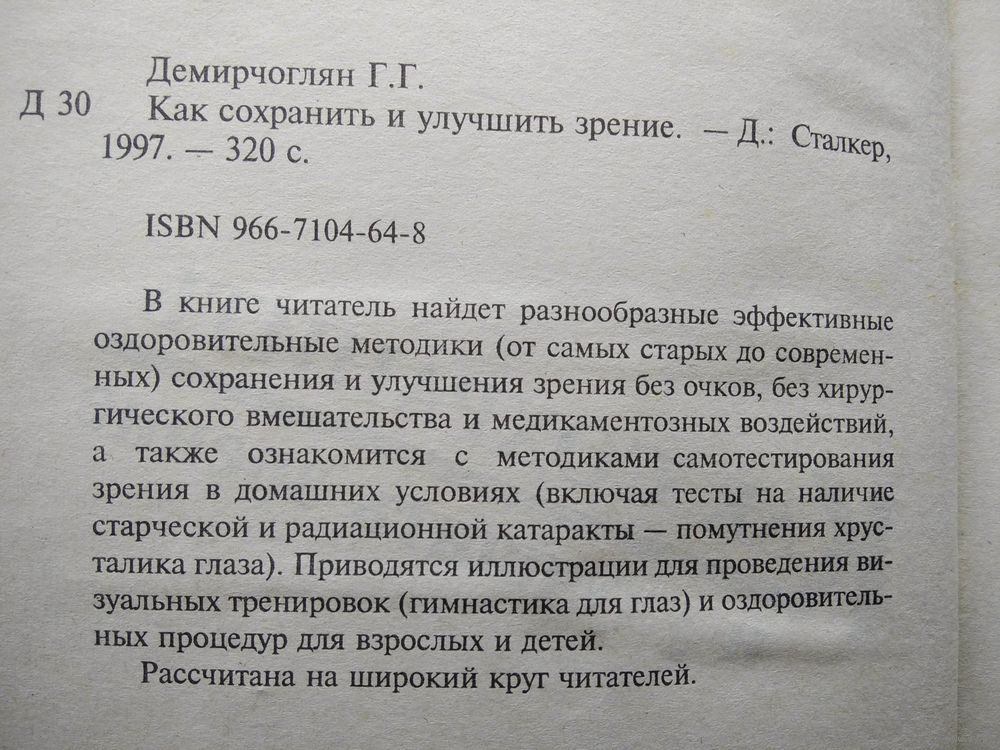 Демирчоглян Г.Г.
Д 30
Как сохранить и улучшить зрение. — Д.: Сталкер,
1997. — 320 с.
ISBN 966-7104-64-8
В книге читатель найдет разнообразные эффективные
оздоровительные методики (от самых старых до современ-
ных) сохранения и улучшения зрения без очков, без хирур-
гического вмешательства и медикаментозных воздействий,
а также ознакомится с методиками самотестирования
зрения в домашних условиях (включая тесты на наличие
старческой и радиационной катаракты — помутнения хрус-
талика глаза). Приводятся иллюстрации для проведения ви-
зуальных тренировок (гимнастика для глаз) и оздоровитель-
ных процедур для взрослых и детей.
Рассчитана на широкий круг читателей.